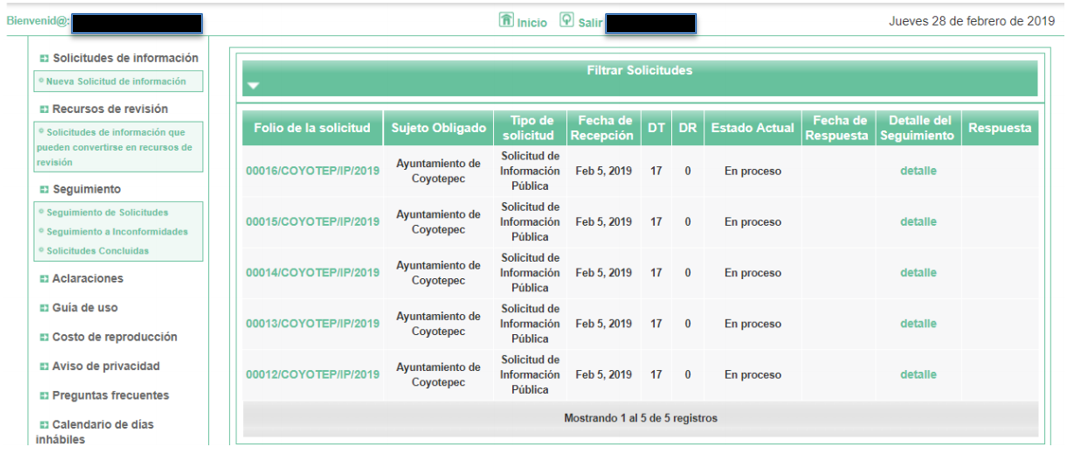 Bienvenid@:
Inicio Salir
Jueves 28 de febrero de 2019
Solicitudes de información
Nueva Solicitud de información
Recursos de revisión
Solicitudes de información que
pueden convertirse en recursos de
revisión
Seguimiento
Seguimiento de Solicitudes
Seguimiento a Inconformidades
Solicitudes Concluidas
Aclaraciones
Guía de uso
Costo de reproducción
Aviso de privacidad
Preguntas frecuentes
Calendario de días
inhábiles
Filtrar Solicitudes
Folio de la solicitud Sujeto Obligado Tipo de solicitud Fecha de Recepción DT DR Estado Actual Fecha de Respuesta Detalle del Seguimiento Respuesta
00016/COYOTEP/IP/2019 Ayuntamiento de Coyotepec Solicitud de Información Pública Feb 5, 2019 17 0 En proceso detalle
00015/COYOTEP/IP/2019 Ayuntamiento de Coyotepec Solicitud de Información Pública Feb 5, 2019 17 0 En proceso detalle
00014/COYOTEP/IP/2019 Ayuntamiento de Coyotepec Solicitud de Información Pública Feb 5, 2019 17 0 En proceso detalle
00013/COYOTEP/IP/2019 Ayuntamiento de Coyotepec Solicitud de Información Pública Feb 5, 2019 17 0 En proceso detalle
00012/COYOTEP/IP/2019 Ayuntamiento de Coyotepec Solicitud de Información Pública Feb 5, 2019 17 0 En proceso detalle
Mostrando 1 al 5 de 5 registros